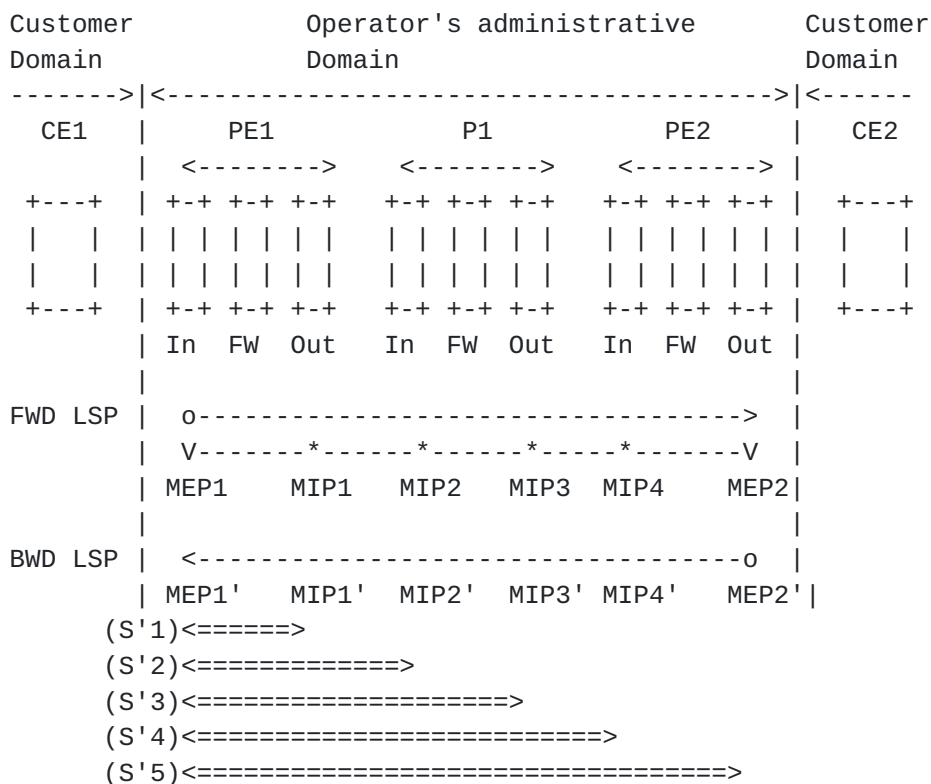 Customer            Operator's administrative       Customer
Domain             Domain                          Domain
------->|<--------------------------------------->|<------
  CE1   |     PE1            P1           PE2     |   CE2
        |  <-------->    <-------->    <--------> |
 +---+  | +-+ +-+ +-+   +-+ +-+ +-+   +-+ +-+ +-+ |  +---+
 |   |  | | | | | | |   | | | | | |   | | | | | | |  |   |
 |   |  | | | | | | |   | | | | | |   | | | | | | |  |   |
 +---+  | +-+ +-+ +-+   +-+ +-+ +-+   +-+ +-+ +-+ |  +---+
        | In  FW  Out   In  FW  Out   In  FW  Out |
        |                                         |
FWD LSP |  o----------------------------------->  |
        |  V-------*------*------*-----*-------V  |
        | MEP1    MIP1   MIP2   MIP3  MIP4    MEP2|
        |                                         |
BWD LSP |  <-----------------------------------o  |
        | MEP1'   MIP1'  MIP2'  MIP3' MIP4'   MEP2'|
      (S'1)<======>
      (S'2)<=============>
      (S'3)<====================>
      (S'4)<==========================>
      (S'5)<==================================>